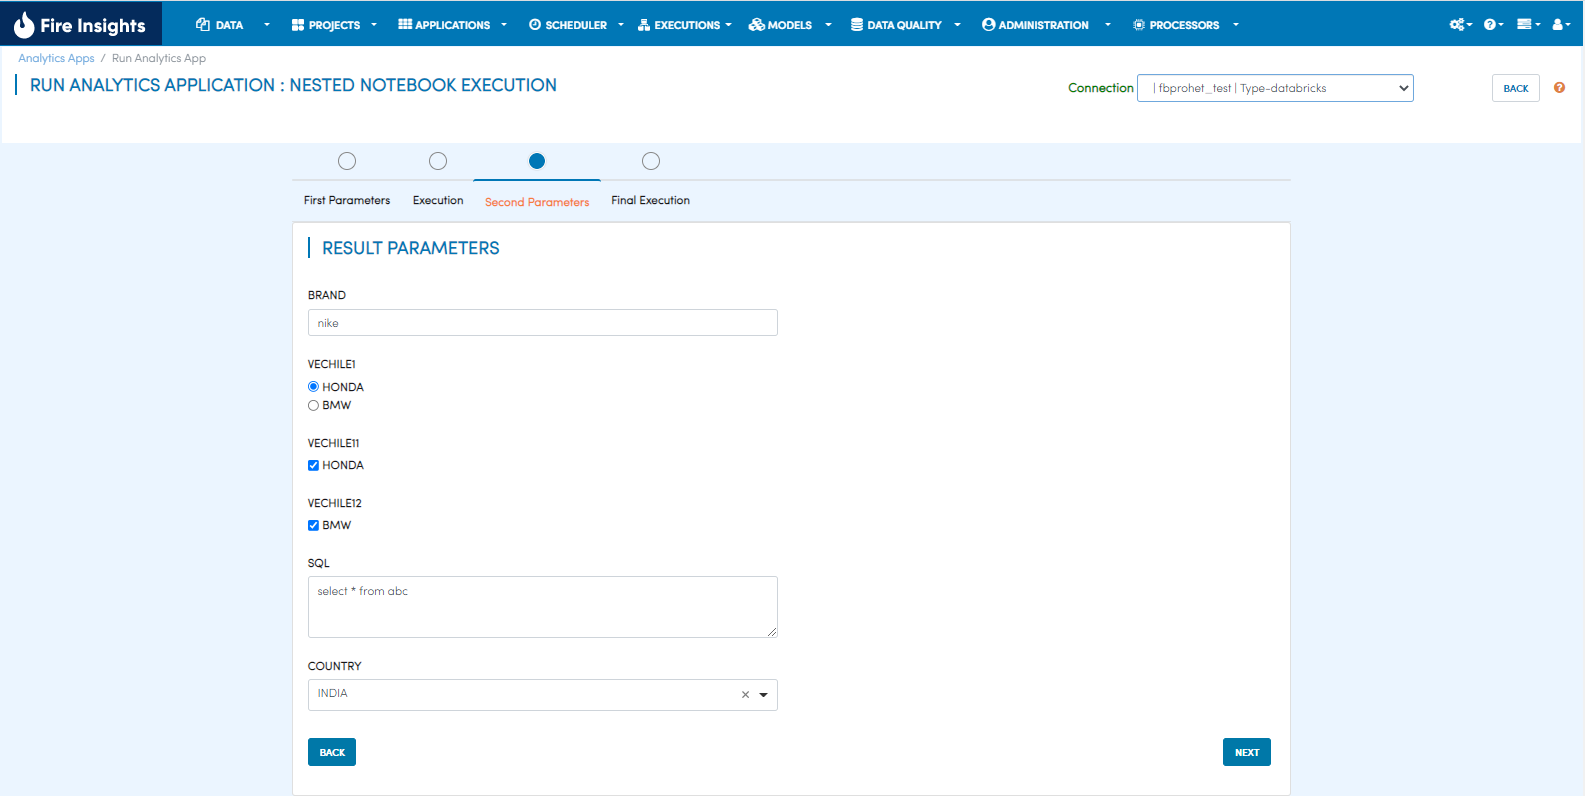 Fire Insights DATA PROJECTS APPLICATIONS SCHEDULER EXECUTIONS MODELS DATA QUALITY ADMINISTRATION PROCESSORS
Analytics Apps / Run Analytics App
RUN ANALYTICS APPLICATION : NESTED NOTEBOOK EXECUTION
Connection | fbprohet_test | Type-databricks BACK
First Parameters Execution Second Parameters Final Execution
RESULT PARAMETERS
BRAND
nike
VECHILE1
HONDA
BMW
VECHILE11
HONDA
VECHILE12
BMW
SQL
select * from abc
COUNTRY
INDIA
BACK NEXT